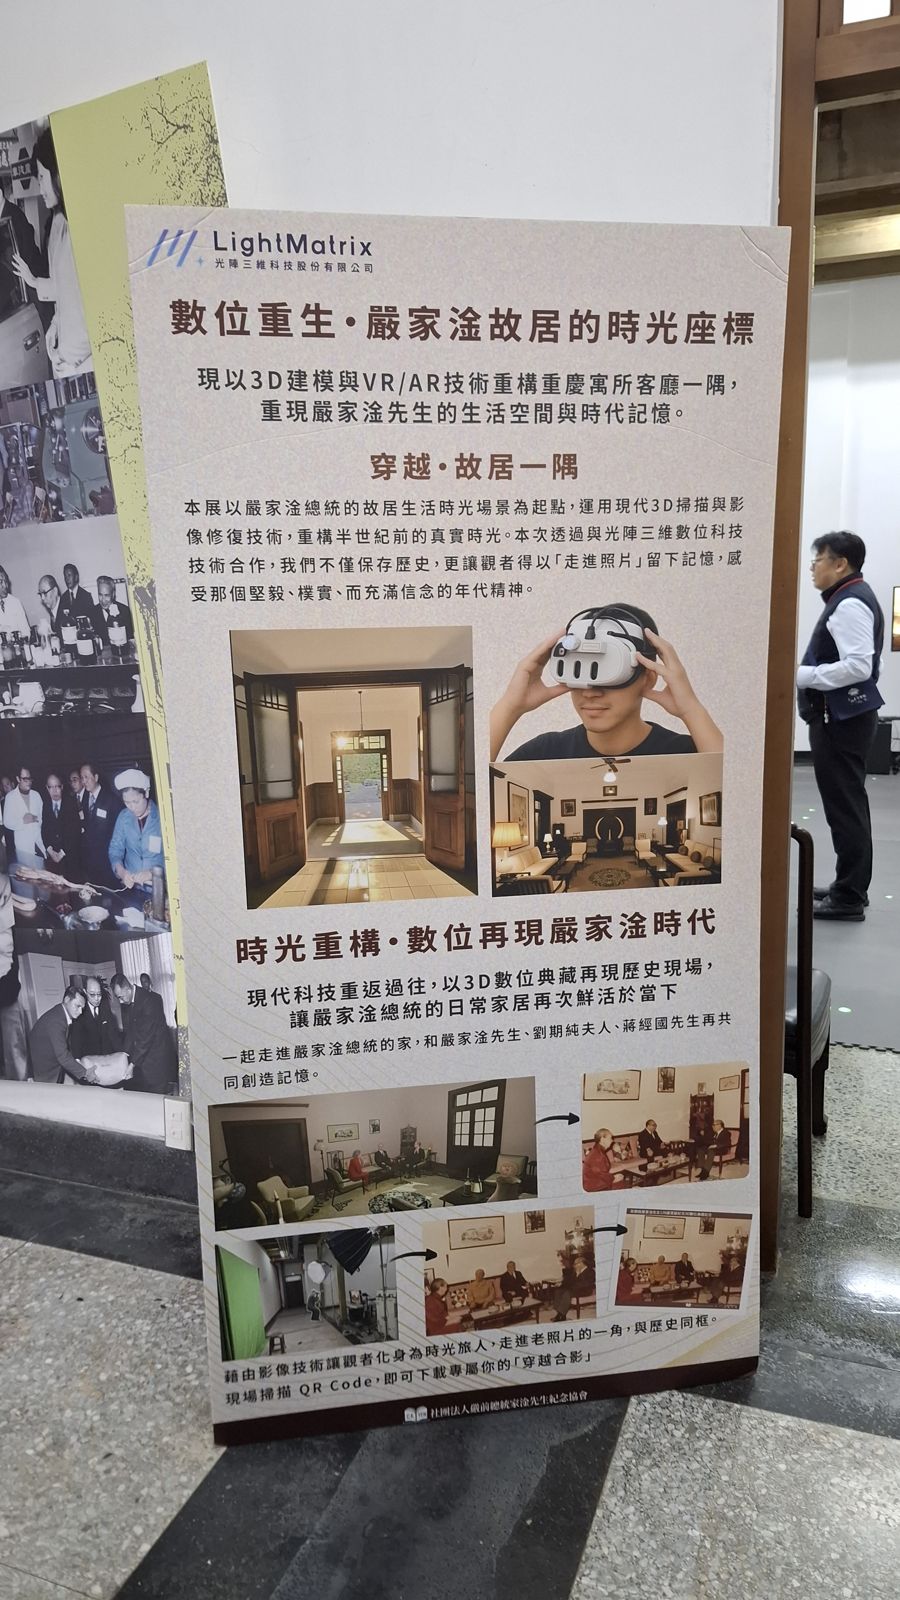 LightMatrix
光陣三維科技股份有限公司
數位重生•嚴家淦故居的時光座標
現以3D建模與VR/AR技術重構重慶寓所客廳一隅，
重現嚴家淦先生的生活空間與時代記憶。
穿越•故居一隅
本展以嚴家淦總統的故居生活時光場景為起點，運用現代3D掃描與影
像修復技術，重構半世紀前的真實時光。本次透過與光陣三維數位科技
技術合作，我們不僅保存歷史，更讓觀者得以「走進照片」留下記憶，感
受那個堅毅、樸實、而充滿信念的年代精神。
時光重構•數位再現嚴家淦時代
現代科技重返過往，以3D數位典藏再現歷史現場，
讓嚴家淦總統的日常家居再次鮮活於當下
一起走進嚴家淦總統的家，和嚴家淦先生、劉期純夫人、蔣經國先生再共
同創造記憶。
藉由影像技術讓觀者化身為時光旅人，走進老照片的一角，與歷史同框。
現場掃描 QR Code，即可下載專屬你的「穿越合影」
社團法人嚴前總統家淦先生紀念協會